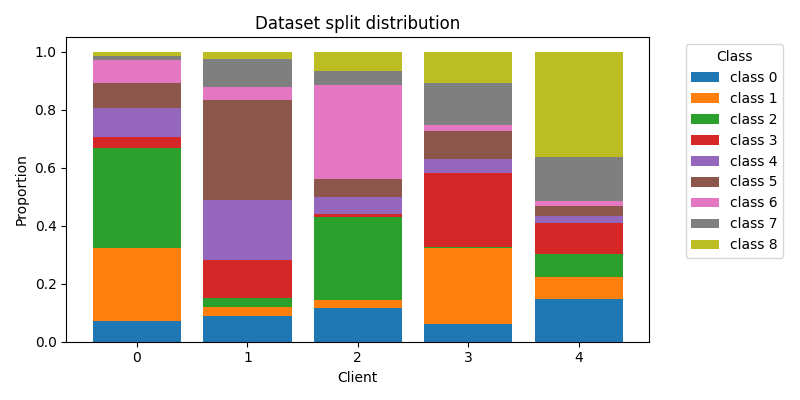 Dataset split distribution
Proportion
1.0
0.8
0.6
0.4
0.2
0.0
0 1 2 3 4
Client
Class
class 0
class 1
class 2
class 3
class 4
class 5
class 6
class 7
class 8